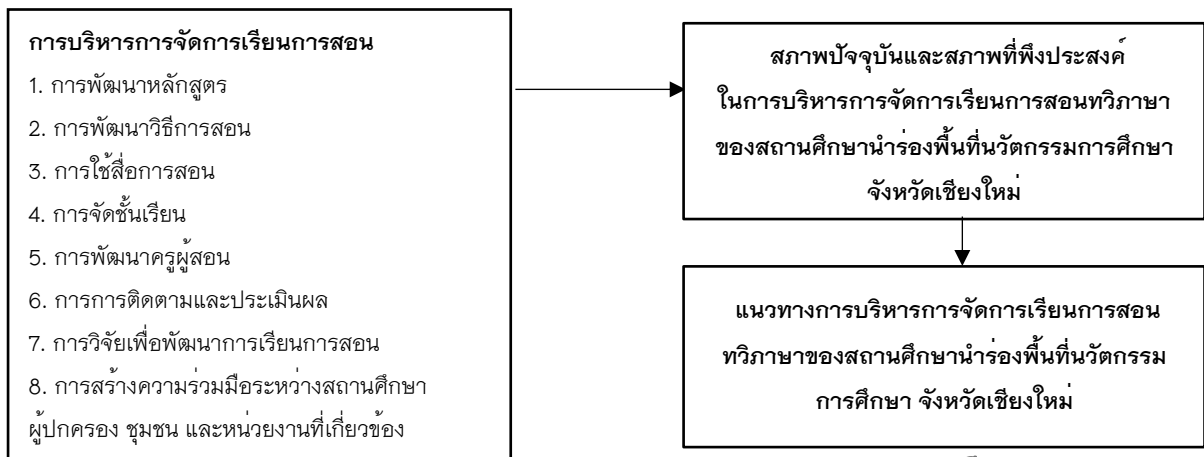 การบริหารการจัดการเรียนการสอน
1. การพัฒนาหลักสูตร
2. การพัฒนาวิธีการสอน
3. การใช้สื่อการสอน
4. การจัดชั้นเรียน
5. การพัฒนาครูผู้สอน
6. การการติดตามและประเมินผล
7. การวิจัยเพื่อพัฒนาการเรียนการสอน
8. การสร้างความร่วมมือระหว่างสถานศึกษา
ผู้ปกครอง ชุมชน และหน่วยงานที่เกี่ยวข้อง
สภาพปัจจุบันและสภาพที่พึงประสงค์
ในการบริหารการจัดการเรียนการสอนทวิภาษา
ของสถานศึกษานำร่องพื้นที่นวัตกรรมการศึกษา
จังหวัดเชียงใหม่
แนวทางการบริหารการจัดการเรียนการสอน
ทวิภาษาของสถานศึกษานำร่องพื้นที่นวัตกรรม
การศึกษา จังหวัดเชียงใหม่